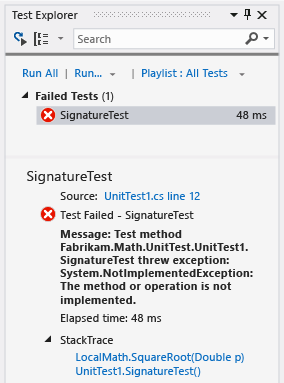 Test Explorer
Search
Run All | Run... | Playlist : All Tests
Failed Tests (1)
SignatureTest 48 ms
SignatureTest
Source: UnitTest1.cs line 12
Test Failed - SignatureTest
Message: Test method
Fabrikam.Math.UnitTest.UnitTest1.
SignatureTest threw exception:
System.NotImplementedException:
The method or operation is not
implemented.
Elapsed time: 48 ms
StackTrace
LocalMath.SquareRoot(Double p)
UnitTest1.SignatureTest()